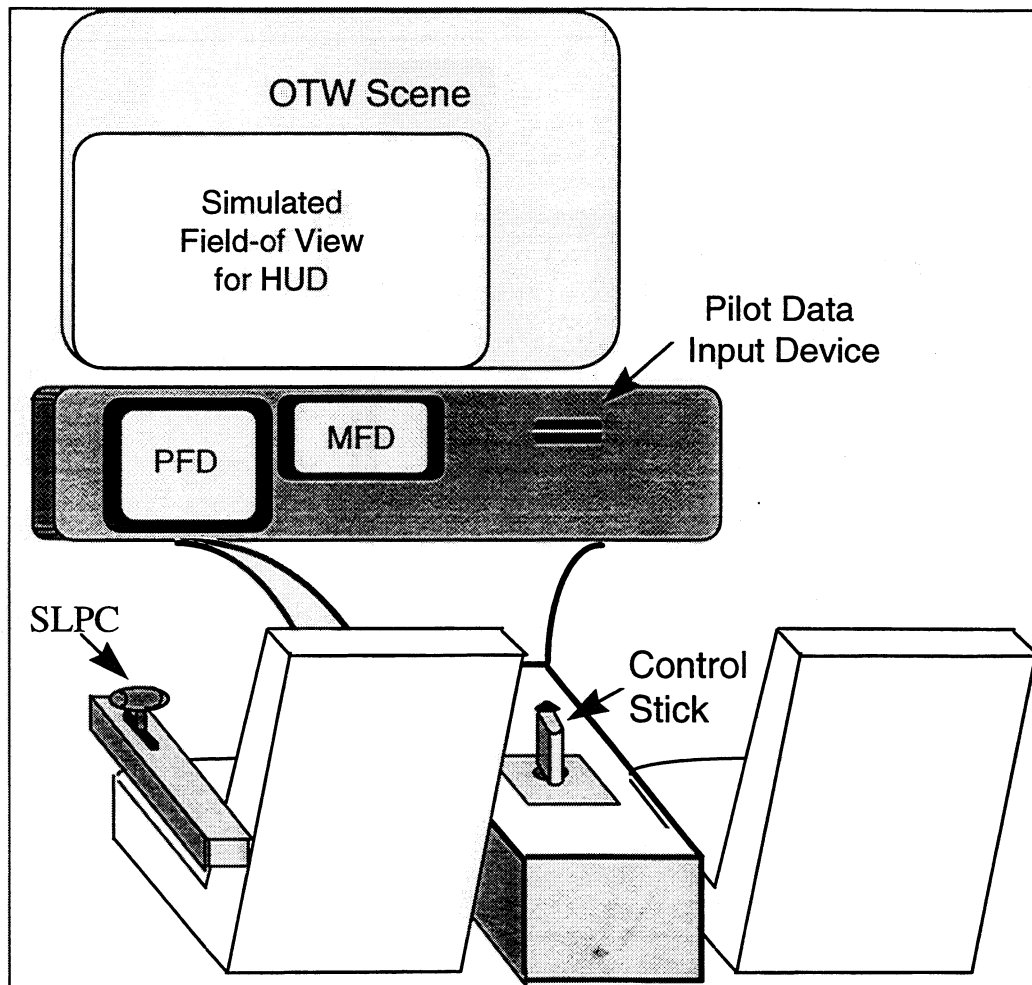 OTW Scene
Simulated
Field-of View
for HUD
Pilot Data
Input Device
PFD
MFD
SLPC
Control
Stick